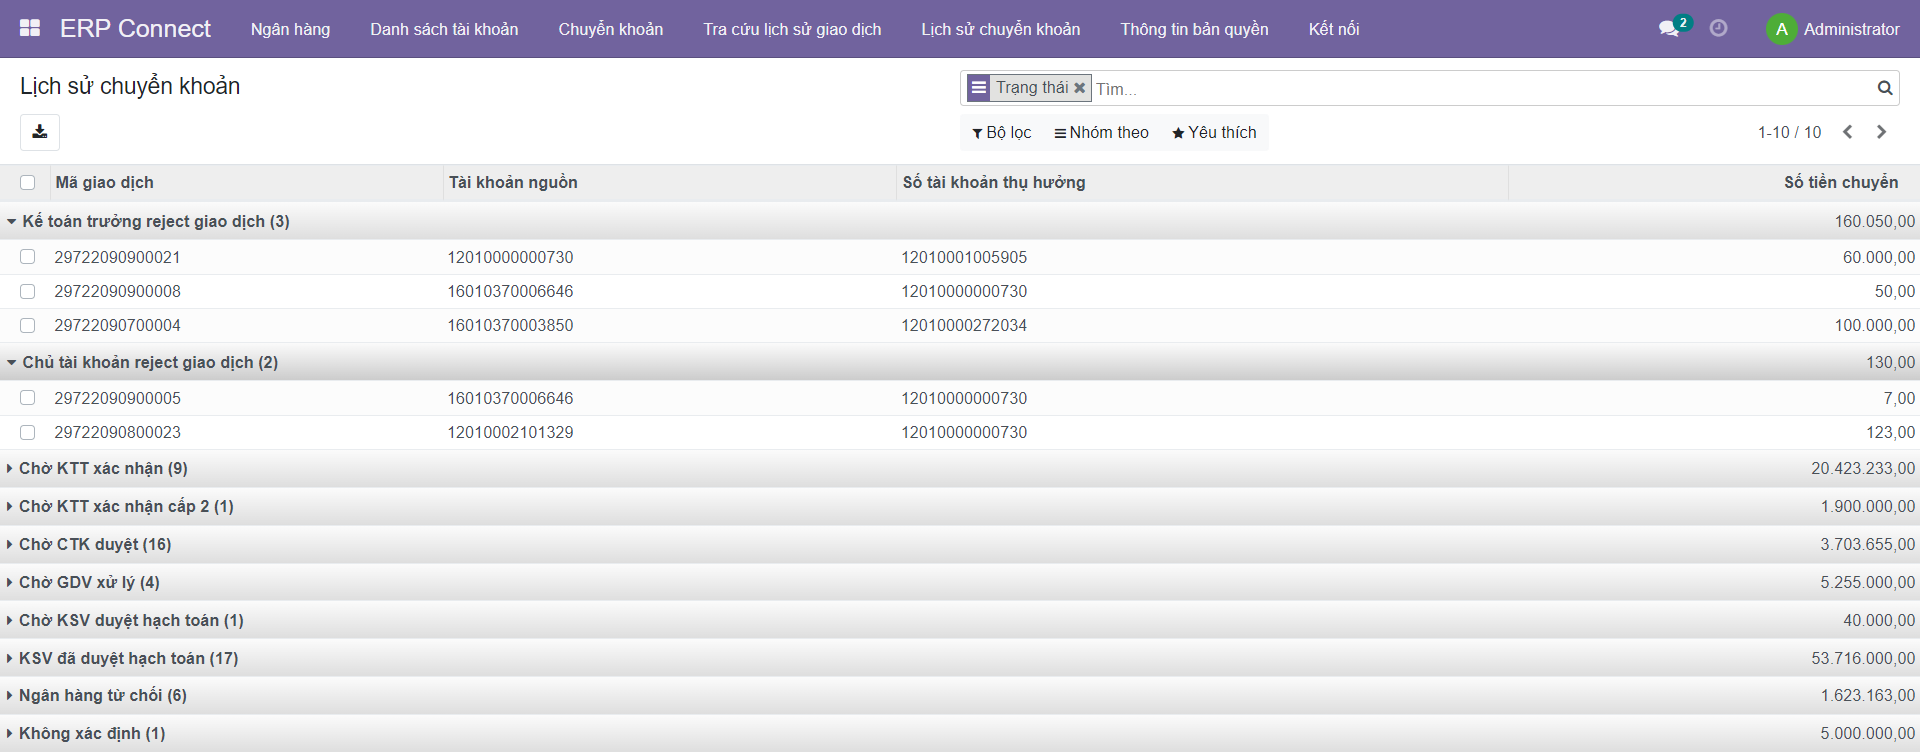 ERP Connect Ngân hàng Danh sách tài khoản Chuyển khoản Tra cứu lịch sử giao dịch Lịch sử chuyển khoản Thông tin bản quyền Kết nối 2 A Administrator
Lịch sử chuyển khoản
Trạng thái Tìm...
Bộ lọc Nhóm theo Yêu thích 1-10 / 10
Mã giao dịch Tài khoản nguồn Số tài khoản thụ hưởng Số tiền chuyển
Kế toán trưởng reject giao dịch (3) 160.050,00
29722090900021 12010000000730 12010001005905 60.000,00
29722090900008 16010370006646 12010000000730 50,00
29722090700004 16010370003850 12010000272034 100.000,00
Chủ tài khoản reject giao dịch (2) 130,00
29722090900005 16010370006646 12010000000730 7,00
29722090800023 12010002101329 12010000000730 123,00
Chờ KTT xác nhận (9) 20.423.233,00
Chờ KTT xác nhận cấp 2 (1) 1.900.000,00
Chờ CTK duyệt (16) 3.703.655,00
Chờ GDV xử lý (4) 5.255.000,00
Chờ KSV duyệt hạch toán (1) 40.000,00
KSV đã duyệt hạch toán (17) 53.716.000,00
Ngân hàng từ chối (6) 1.623.163,00
Không xác định (1) 5.000.000,00